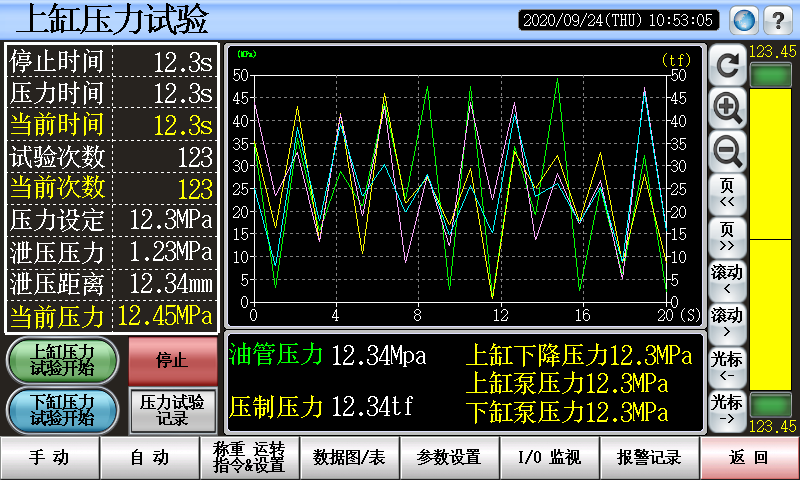 上缸压力试验
2020/09/24(THU) 10:53:05
?
停止时间 12.3s
压力时间 12.3s
当前时间 12.3s
试验次数 123
当前次数 123
压力设定 12.3MPa
泄压压力 1.23MPa
泄压距离 12.34mm
当前压力 12.45MPa
(MPa)
(tf)
50 50
45 45
40 40
35 35
30 30
25 25
20 20
15 15
10 10
5 5
0 0
0 4 8 12 16 20(S)
页
<<
页
>>
滚动
<
滚动
>
光标
<-
光标
->
123.45
123.45
上缸压力
试验开始
停止
下缸压力
试验开始
压力试验
记录
油管压力 12.34Mpa
压制压力 12.34tf
上缸下降压力12.3MPa
上缸泵压力12.3MPa
下缸泵压力12.3MPa
手 动
自 动
称重 运转
指令&设置
数据图/表
参数设置
I/O 监视
报警记录
返 回